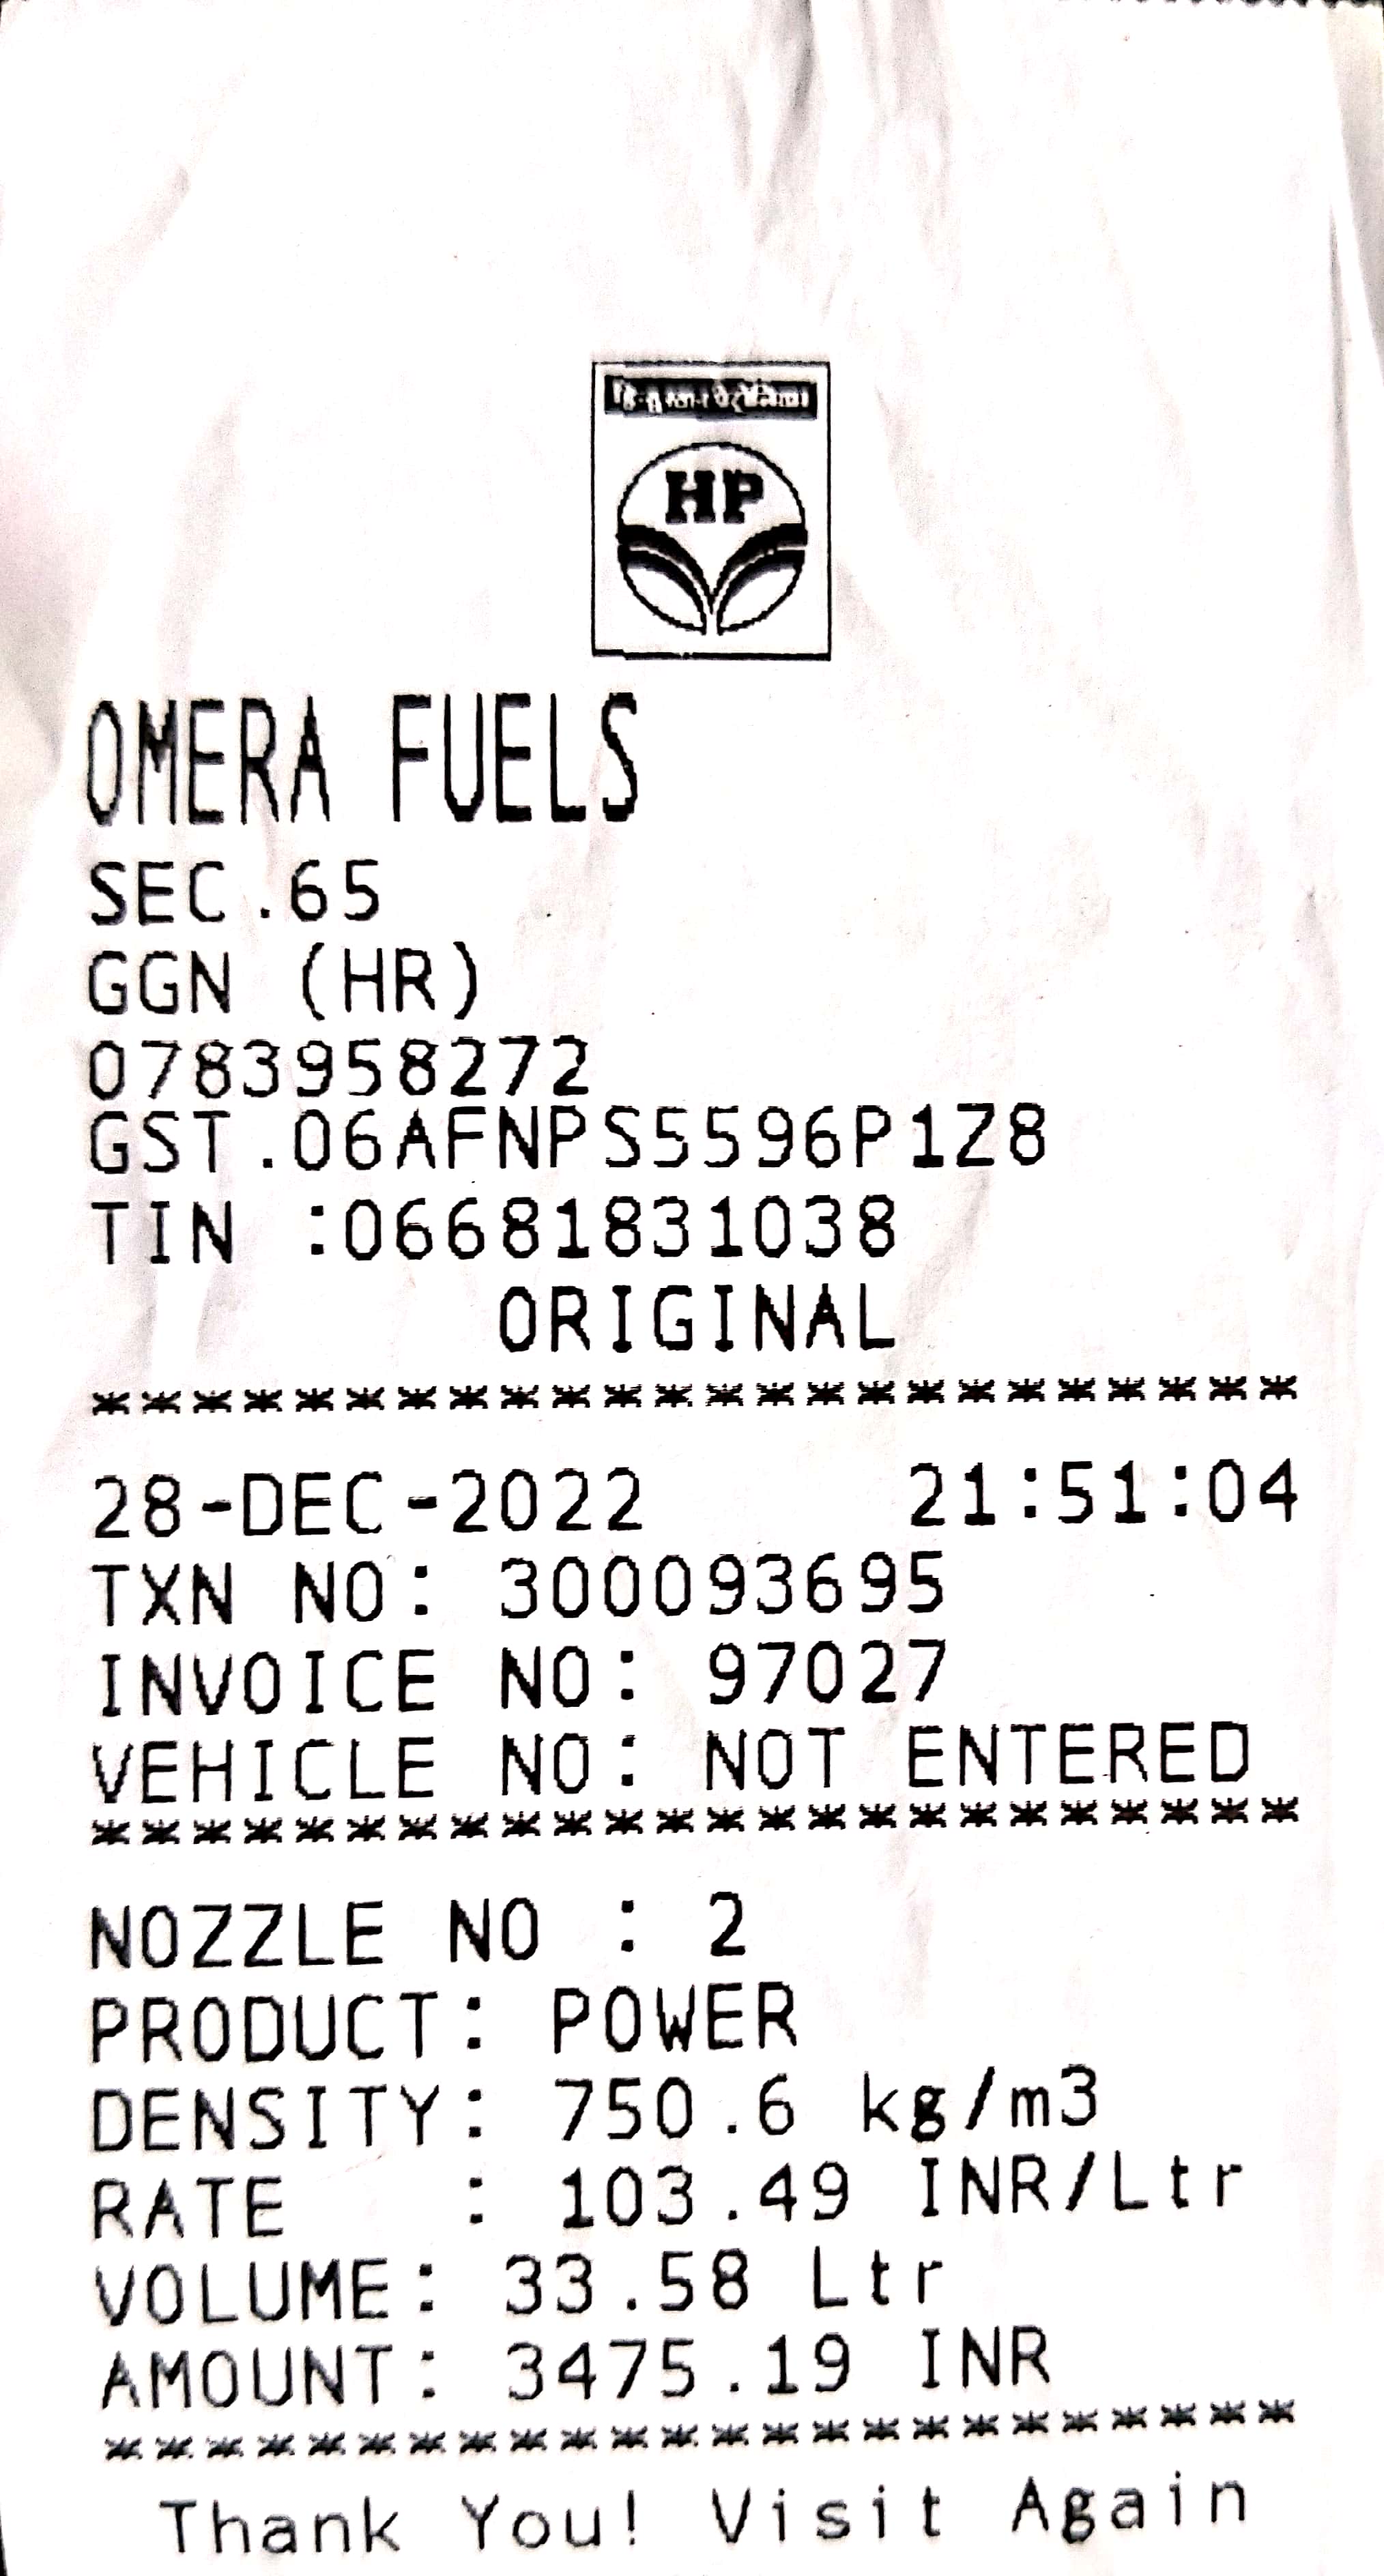 हिन्दुस्तान पेट्रोलियम
HP
OMERA FUELS
SEC.65
GGN (HR)
0783958272
GST.06AFNPS5596P1Z8
TIN :06681831038
ORIGINAL
************************
28-DEC-2022 21:51:04
TXN NO: 300093695
INVOICE NO: 97027
VEHICLE NO: NOT ENTERED
************************
NOZZLE NO : 2
PRODUCT: POWER
DENSITY: 750.6 kg/m3
RATE : 103.49 INR/Ltr
VOLUME: 33.58 Ltr
AMOUNT: 3475.19 INR
************************
Thank You! Visit Again